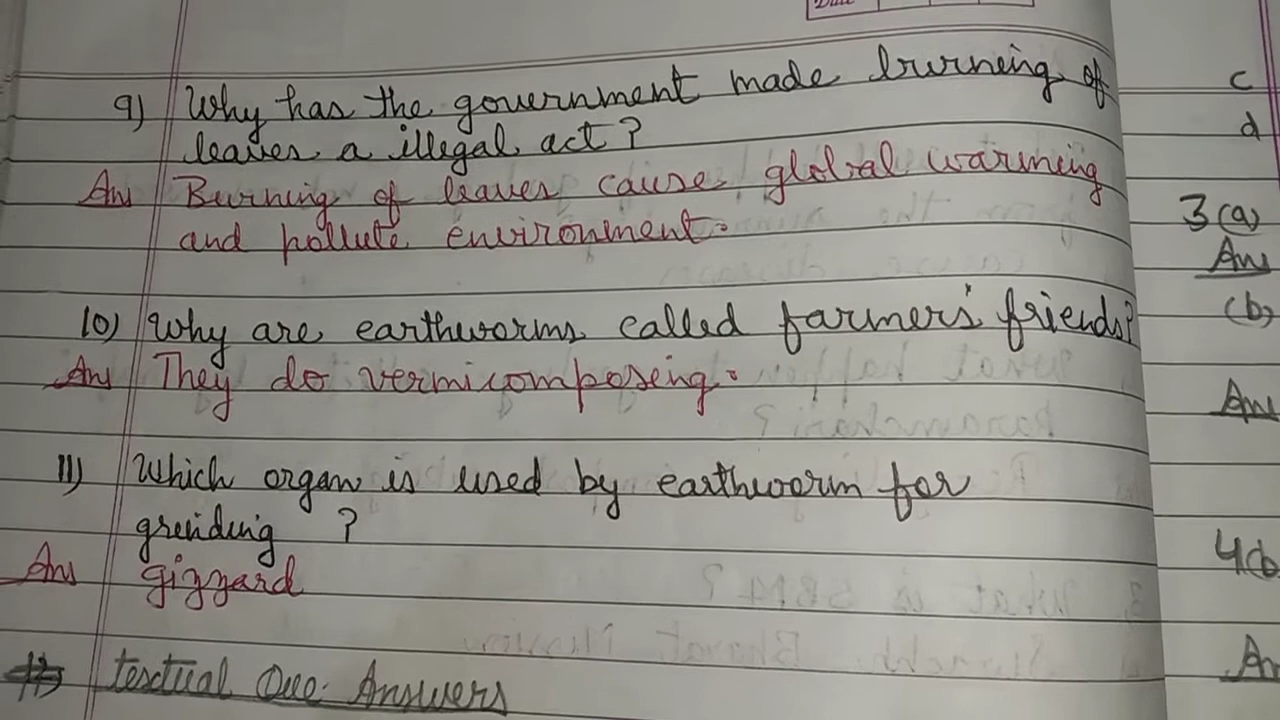 9) Why has the government made burning of
leaves a illegal act?
Ans Burning of leaves cause global warming
and pollute environment.
10) Why are earthworms called farmers' friends?
Ans They do vermicomposing.
11) Which organ is used by earthworm for
grinding ?
Ans gizzard
textual Que. Answers
c
d
3(a)
Ans
(b)
Ans
4(b
An